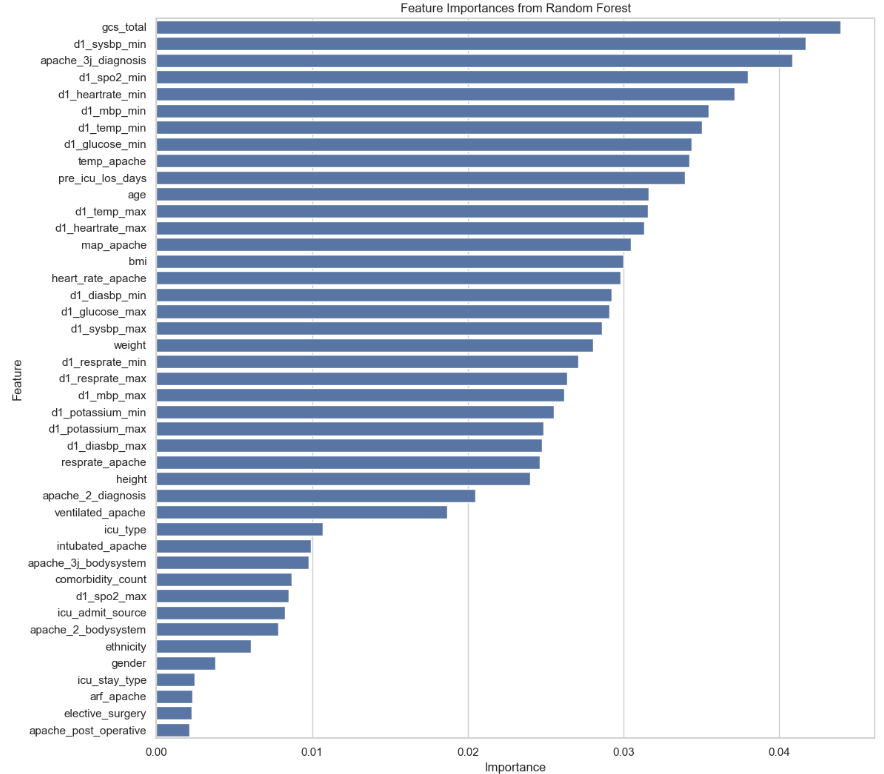 Feature Importances from Random Forest
gcs_total
d1_sysbp_min
apache_3j_diagnosis
d1_spo2_min
d1_heartrate_min
d1_mbp_min
d1_temp_min
d1_glucose_min
temp_apache
pre_icu_los_days
age
d1_temp_max
d1_heartrate_max
map_apache
bmi
heart_rate_apache
d1_diasbp_min
d1_glucose_max
d1_sysbp_max
weight
d1_resprate_min
d1_resprate_max
d1_mbp_max
d1_potassium_min
d1_potassium_max
d1_diasbp_max
resprate_apache
height
apache_2_diagnosis
ventilated_apache
icu_type
intubated_apache
apache_3j_bodysystem
comorbidity_count
d1_spo2_max
icu_admit_source
apache_2_bodysystem
ethnicity
gender
icu_stay_type
arf_apache
elective_surgery
apache_post_operative
Feature
0.00 0.01 0.02 0.03 0.04
Importance